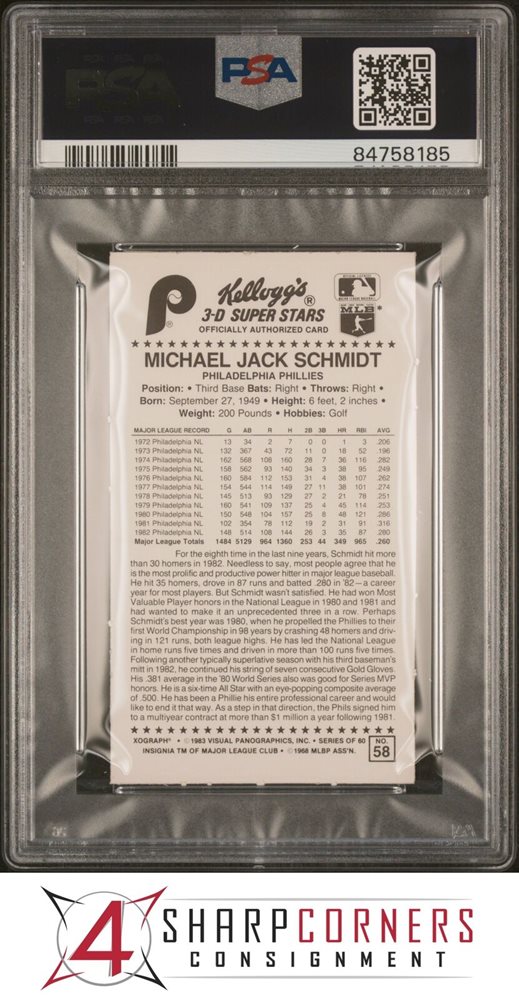 PSA
84758185
Kellogg's®
3-D SUPER STARS
OFFICIALLY AUTHORIZED CARD
MLB
MICHAEL JACK SCHMIDT
PHILADELPHIA PHILLIES
Position: • Third Base Bats: Right • Throws: Right •
Born: September 27, 1949 • Height: 6 feet, 2 inches •
Weight: 200 Pounds • Hobbies: Golf
MAJOR LEAGUE RECORD G AB R H 2B 3B HR RBI AVG
1972 Philadelphia NL 13 34 2 7 0 0 1 3 .206
1973 Philadelphia NL 132 367 43 72 11 0 18 52 .196
1974 Philadelphia NL 162 568 108 160 28 7 36 116 .282
1975 Philadelphia NL 158 562 93 140 34 3 38 95 .249
1976 Philadelphia NL 160 584 112 153 31 4 38 107 .262
1977 Philadelphia NL 154 544 114 149 27 11 38 101 .274
1978 Philadelphia NL 145 513 93 129 27 2 21 78 .251
1979 Philadelphia NL 160 541 109 137 25 4 45 114 .253
1980 Philadelphia NL 150 548 104 157 25 8 48 121 .286
1981 Philadelphia NL 102 354 78 112 19 2 31 91 .316
1982 Philadelphia NL 148 514 108 144 26 3 35 87 .280
Major League Totals 1484 5129 964 1360 253 44 349 965 .260
For the eighth time in the last nine years, Schmidt hit more
than 30 homers in 1982. Needless to say, most people agree that he
is the most prolific and productive power hitter in major league baseball.
He hit 35 homers, drove in 87 runs and batted .280 in '82—a career
year for most players. But Schmidt wasn't satisfied. He had won Most
Valuable Player honors in the National League in 1980 and 1981 and
had wanted to make it an unprecedented three in a row. Perhaps
Schmidt's best year was 1980, when he propelled the Phillies to their
first World Championship in 98 years by crashing 48 homers and driv-
ing in 121 runs, both league highs. He has led the National League
in home runs five times and driven in more than 100 runs five times.
Following another typically superlative season with his third baseman's
mitt in 1982, he continued his string of seven consecutive Gold Gloves.
His .381 average in the '80 World Series also was good for Series MVP
honors. He is a six-time All Star with an eye-popping composite average
of .500. He has been a Phillie his entire professional career and would
like to end it that way. As a step in that direction, the Phils signed him
to a multiyear contract at more than $1 million a year following 1981.
XOGRAPH® • ©1983 VISUAL PANOGRAPHICS, INC. • SERIES OF 60
INSIGNIA TM OF MAJOR LEAGUE CLUB • ©1968 MLBP ASS'N.
NO.
58
4 SHARPCORNERS
CONSIGNMENT